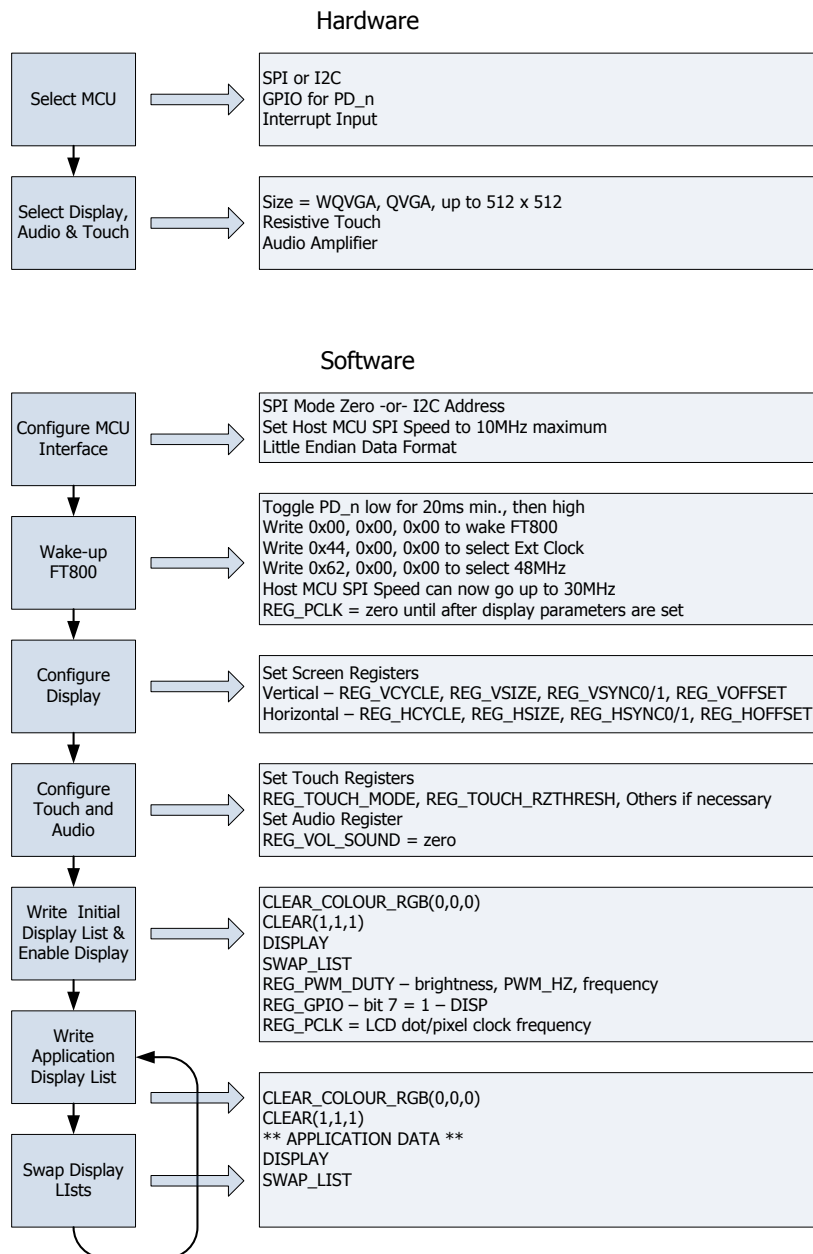 Hardware
Select MCU
SPI or I2C
GPIO for PD_n
Interrupt Input
Select Display,
Audio & Touch
Size = WQVGA, QVGA, up to 512 x 512
Resistive Touch
Audio Amplifier
Software
Configure MCU
Interface
SPI Mode Zero -or- I2C Address
Set Host MCU SPI Speed to 10MHz maximum
Little Endian Data Format
Wake-up
FT800
Toggle PD_n low for 20ms min., then high
Write 0x00, 0x00, 0x00 to wake FT800
Write 0x44, 0x00, 0x00 to select Ext Clock
Write 0x62, 0x00, 0x00 to select 48MHz
Host MCU SPI Speed can now go up to 30MHz
REG_PCLK = zero until after display parameters are set
Configure
Display
Set Screen Registers
Vertical – REG_VCYCLE, REG_VSIZE, REG_VSYNC0/1, REG_VOFFSET
Horizontal – REG_HCYCLE, REG_HSIZE, REG_HSYNC0/1, REG_HOFFSET
Configure
Touch and
Audio
Set Touch Registers
REG_TOUCH_MODE, REG_TOUCH_RZTHRESH, Others if necessary
Set Audio Register
REG_VOL_SOUND = zero
Write Initial
Display List &
Enable Display
CLEAR_COLOUR_RGB(0,0,0)
CLEAR(1,1,1)
DISPLAY
SWAP_LIST
REG_PWM_DUTY – brightness, PWM_HZ, frequency
REG_GPIO – bit 7 = 1 – DISP
REG_PCLK = LCD dot/pixel clock frequency
Write
Application
Display List
Swap Display
LIsts
CLEAR_COLOUR_RGB(0,0,0)
CLEAR(1,1,1)
** APPLICATION DATA **
DISPLAY
SWAP_LIST